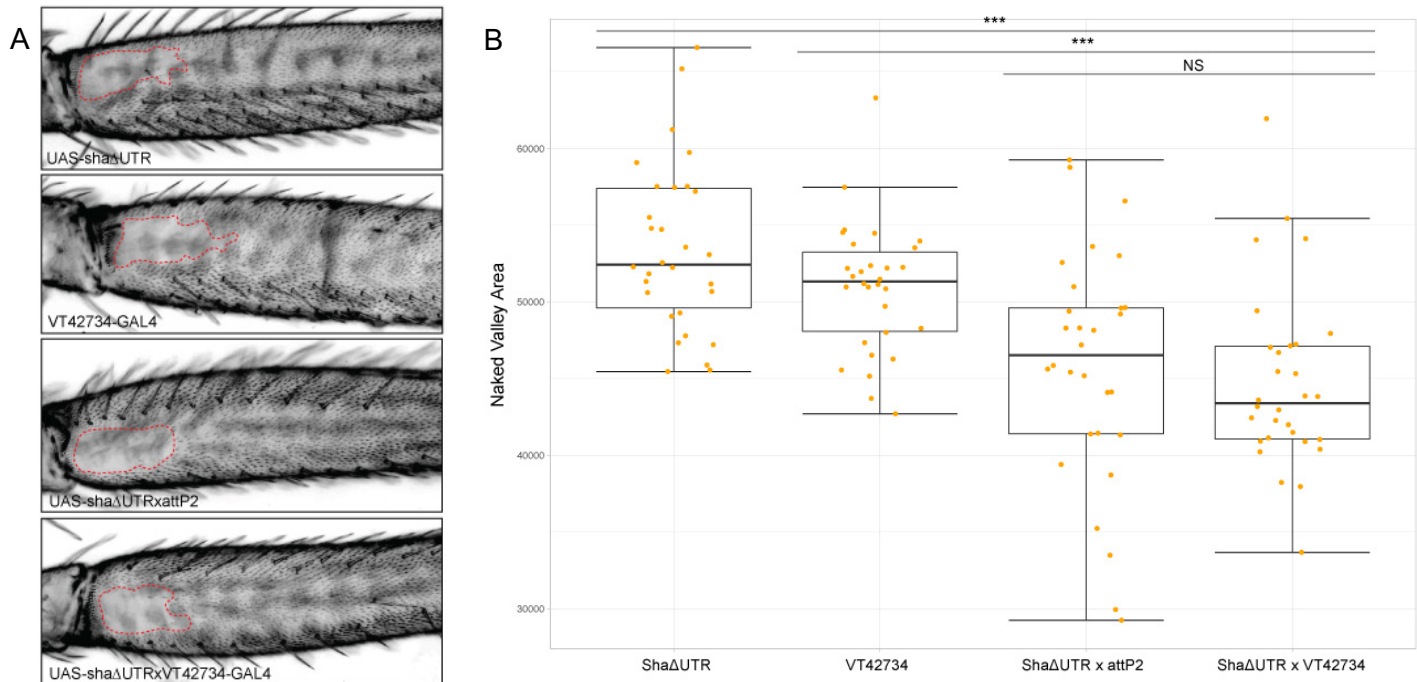 A
UAS-shaΔUTR
VT42734-GAL4
UAS-shaΔUTRxattP2
UAS-shaΔUTRxVT42734-GAL4
B
***
***
NS
Naked Valley Area
60000
50000
40000
30000
ShaΔUTR
VT42734
ShaΔUTR x attP2
ShaΔUTR x VT42734